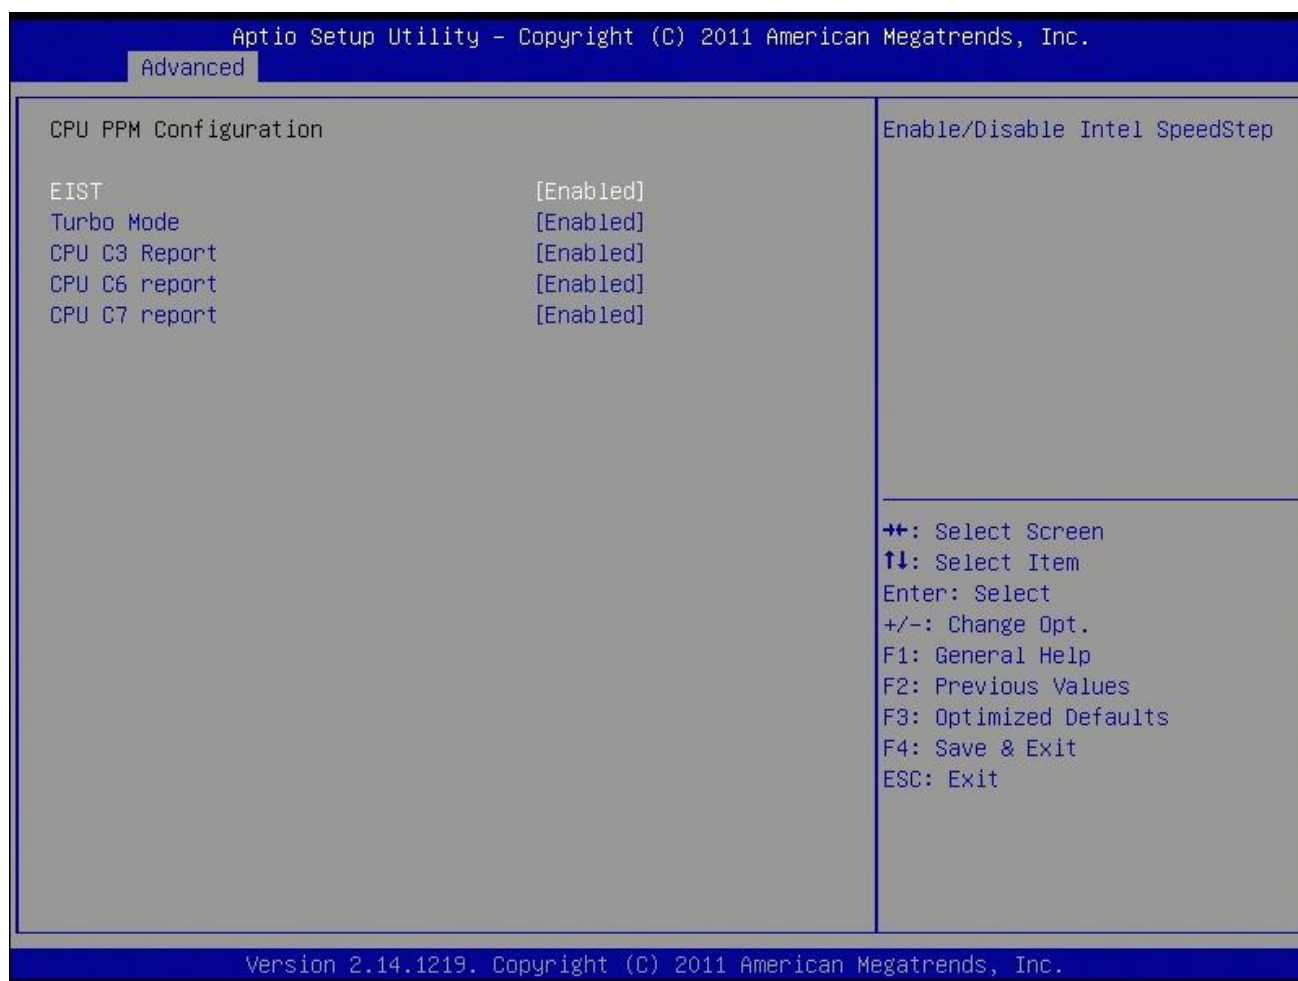 Aptio Setup Utility – Copyright (C) 2011 American Megatrends, Inc.
Advanced
CPU PPM Configuration
EIST [Enabled]
Turbo Mode [Enabled]
CPU C3 Report [Enabled]
CPU C6 report [Enabled]
CPU C7 report [Enabled]
Enable/Disable Intel SpeedStep
→←: Select Screen
↑↓: Select Item
Enter: Select
+/-: Change Opt.
F1: General Help
F2: Previous Values
F3: Optimized Defaults
F4: Save & Exit
ESC: Exit
Version 2.14.1219. Copyright (C) 2011 American Megatrends, Inc.